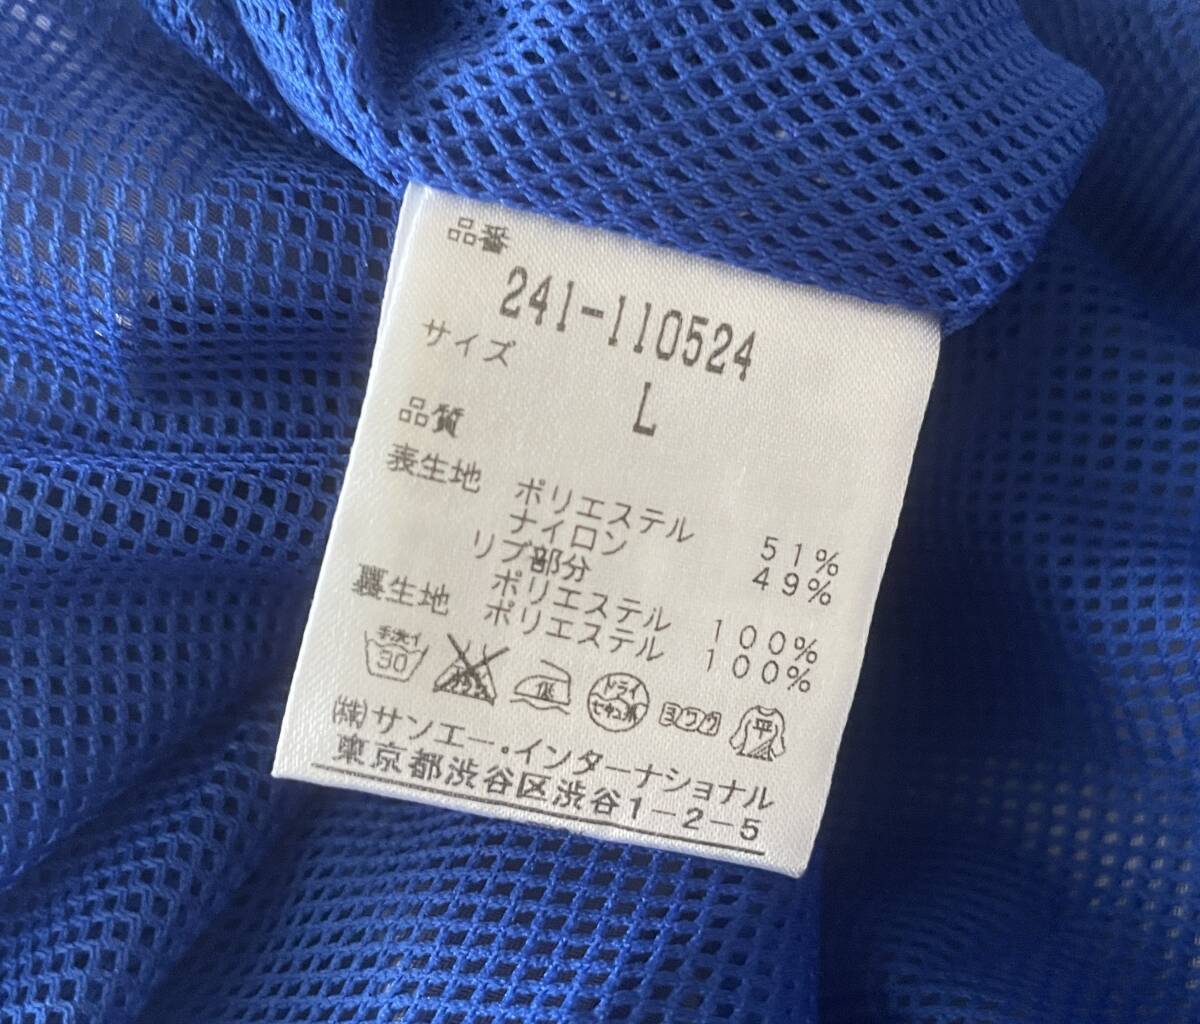 品番
241-110524
サイズ
L
品質
表生地 ポリエステル 51%
ナイロン 49%
リブ部分
ポリエステル 100%
裏生地 ポリエステル 100%
手洗イ
30
低
ドライ
セキユ系
ヨワク
平
㈱サンエー・インターナショナル
東京都渋谷区渋谷1-2-5